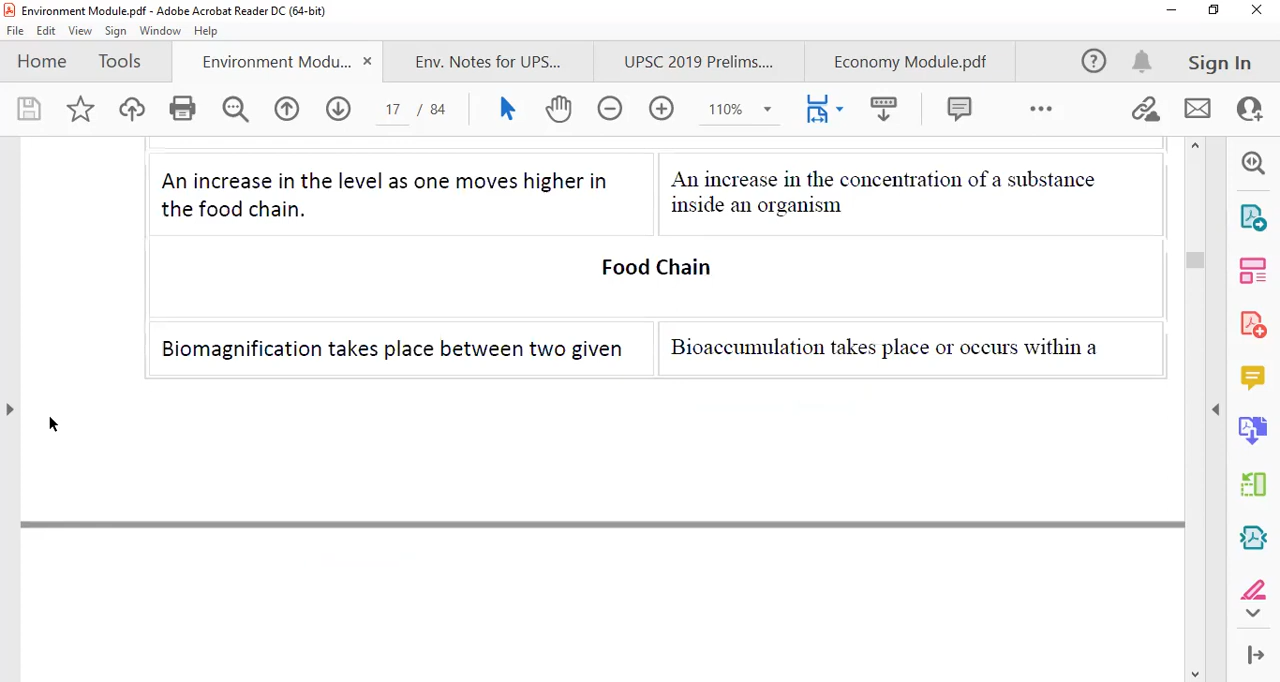 Environment Module.pdf - Adobe Acrobat Reader DC (64-bit)
File Edit View Sign Window Help
Home Tools Environment Modu... × Env. Notes for UPS... UPSC 2019 Prelims.... Economy Module.pdf ? Sign In
17 / 84 110%
An increase in the level as one moves higher in
the food chain.
An increase in the concentration of a substance
inside an organism
Food Chain
Biomagnification takes place between two given
Bioaccumulation takes place or occurs within a